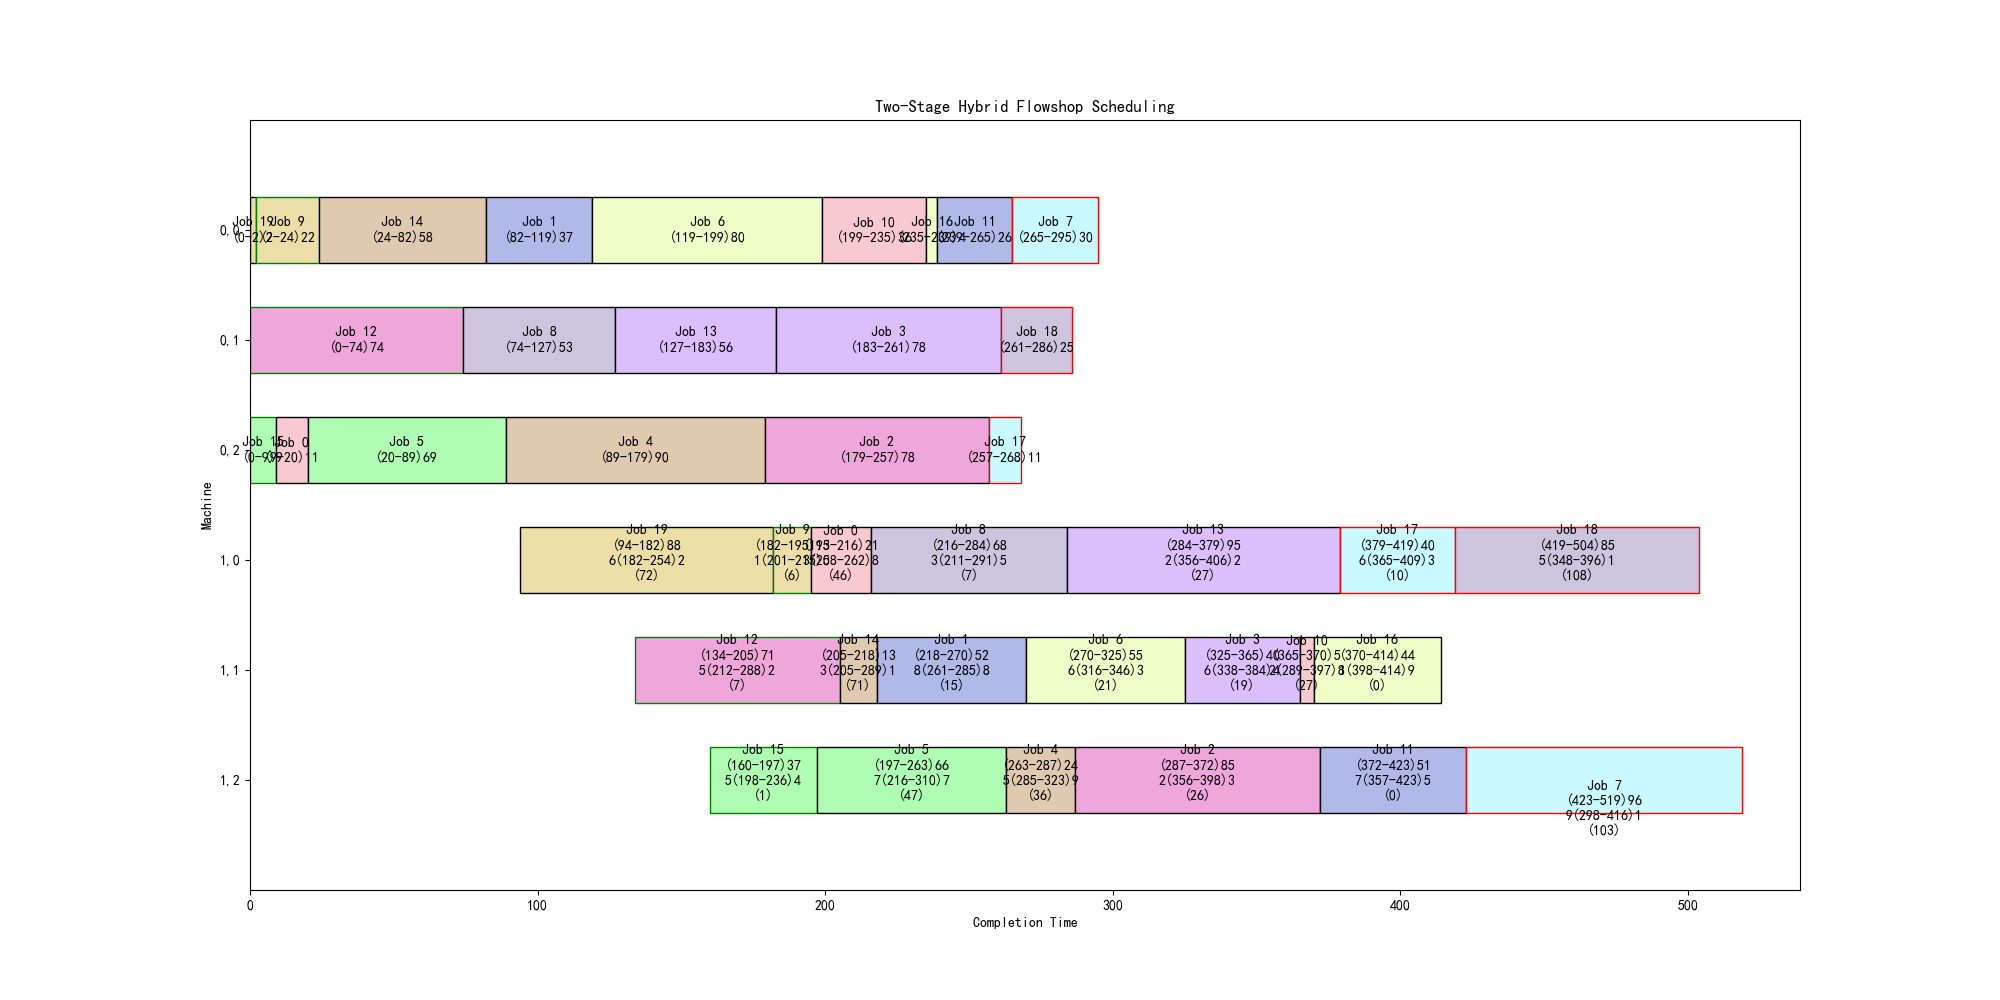 Two-Stage Hybrid Flowshop Scheduling
0,0
Job 19
(0-2)2
Job 9
(2-24)22
Job 14
(24-82)58
Job 1
(82-119)37
Job 6
(119-199)80
Job 10
(199-235)36
Job 16
(235-239)4
Job 11
(239-265)26
Job 7
(265-295)30
0,1
Job 12
(0-74)74
Job 8
(74-127)53
Job 13
(127-183)56
Job 3
(183-261)78
Job 18
(261-286)25
0,2
Job 15
(0-9)9
Job 0
(9-20)11
Job 5
(20-89)69
Job 4
(89-179)90
Job 2
(179-257)78
Job 17
(257-268)11
1,0
Job 19
(94-182)88
6(182-254)2
(72)
Job 9
(182-195)13
(6)
Job 0
(195-216)21
(46)
Job 8
(216-284)68
3(211-291)5
(7)
Job 13
(284-379)95
2(356-406)2
(27)
Job 17
(379-419)40
6(365-409)3
(10)
Job 18
(419-504)85
5(348-396)1
(108)
1,1
Job 12
(134-205)71
5(212-288)2
(7)
Job 14
(205-218)13
3(205-289)1
(71)
Job 1
(218-270)52
8(261-285)8
(15)
Job 6
(270-325)55
6(316-346)3
(21)
Job 3
(325-365)40
6(338-384)4
(19)
Job 10
(365-370)5
(27)
Job 16
(370-414)44
(398-414)9
(0)
1,2
Job 15
(160-197)37
5(198-236)4
(1)
Job 5
(197-263)66
7(216-310)7
(47)
Job 4
(263-287)24
5(285-323)9
(36)
Job 2
(287-372)85
2(356-398)3
(26)
Job 11
(372-423)51
7(357-423)5
(0)
Job 7
(423-519)96
9(298-416)1
(103)
Machine
0 100 200 300 400 500
Completion Time